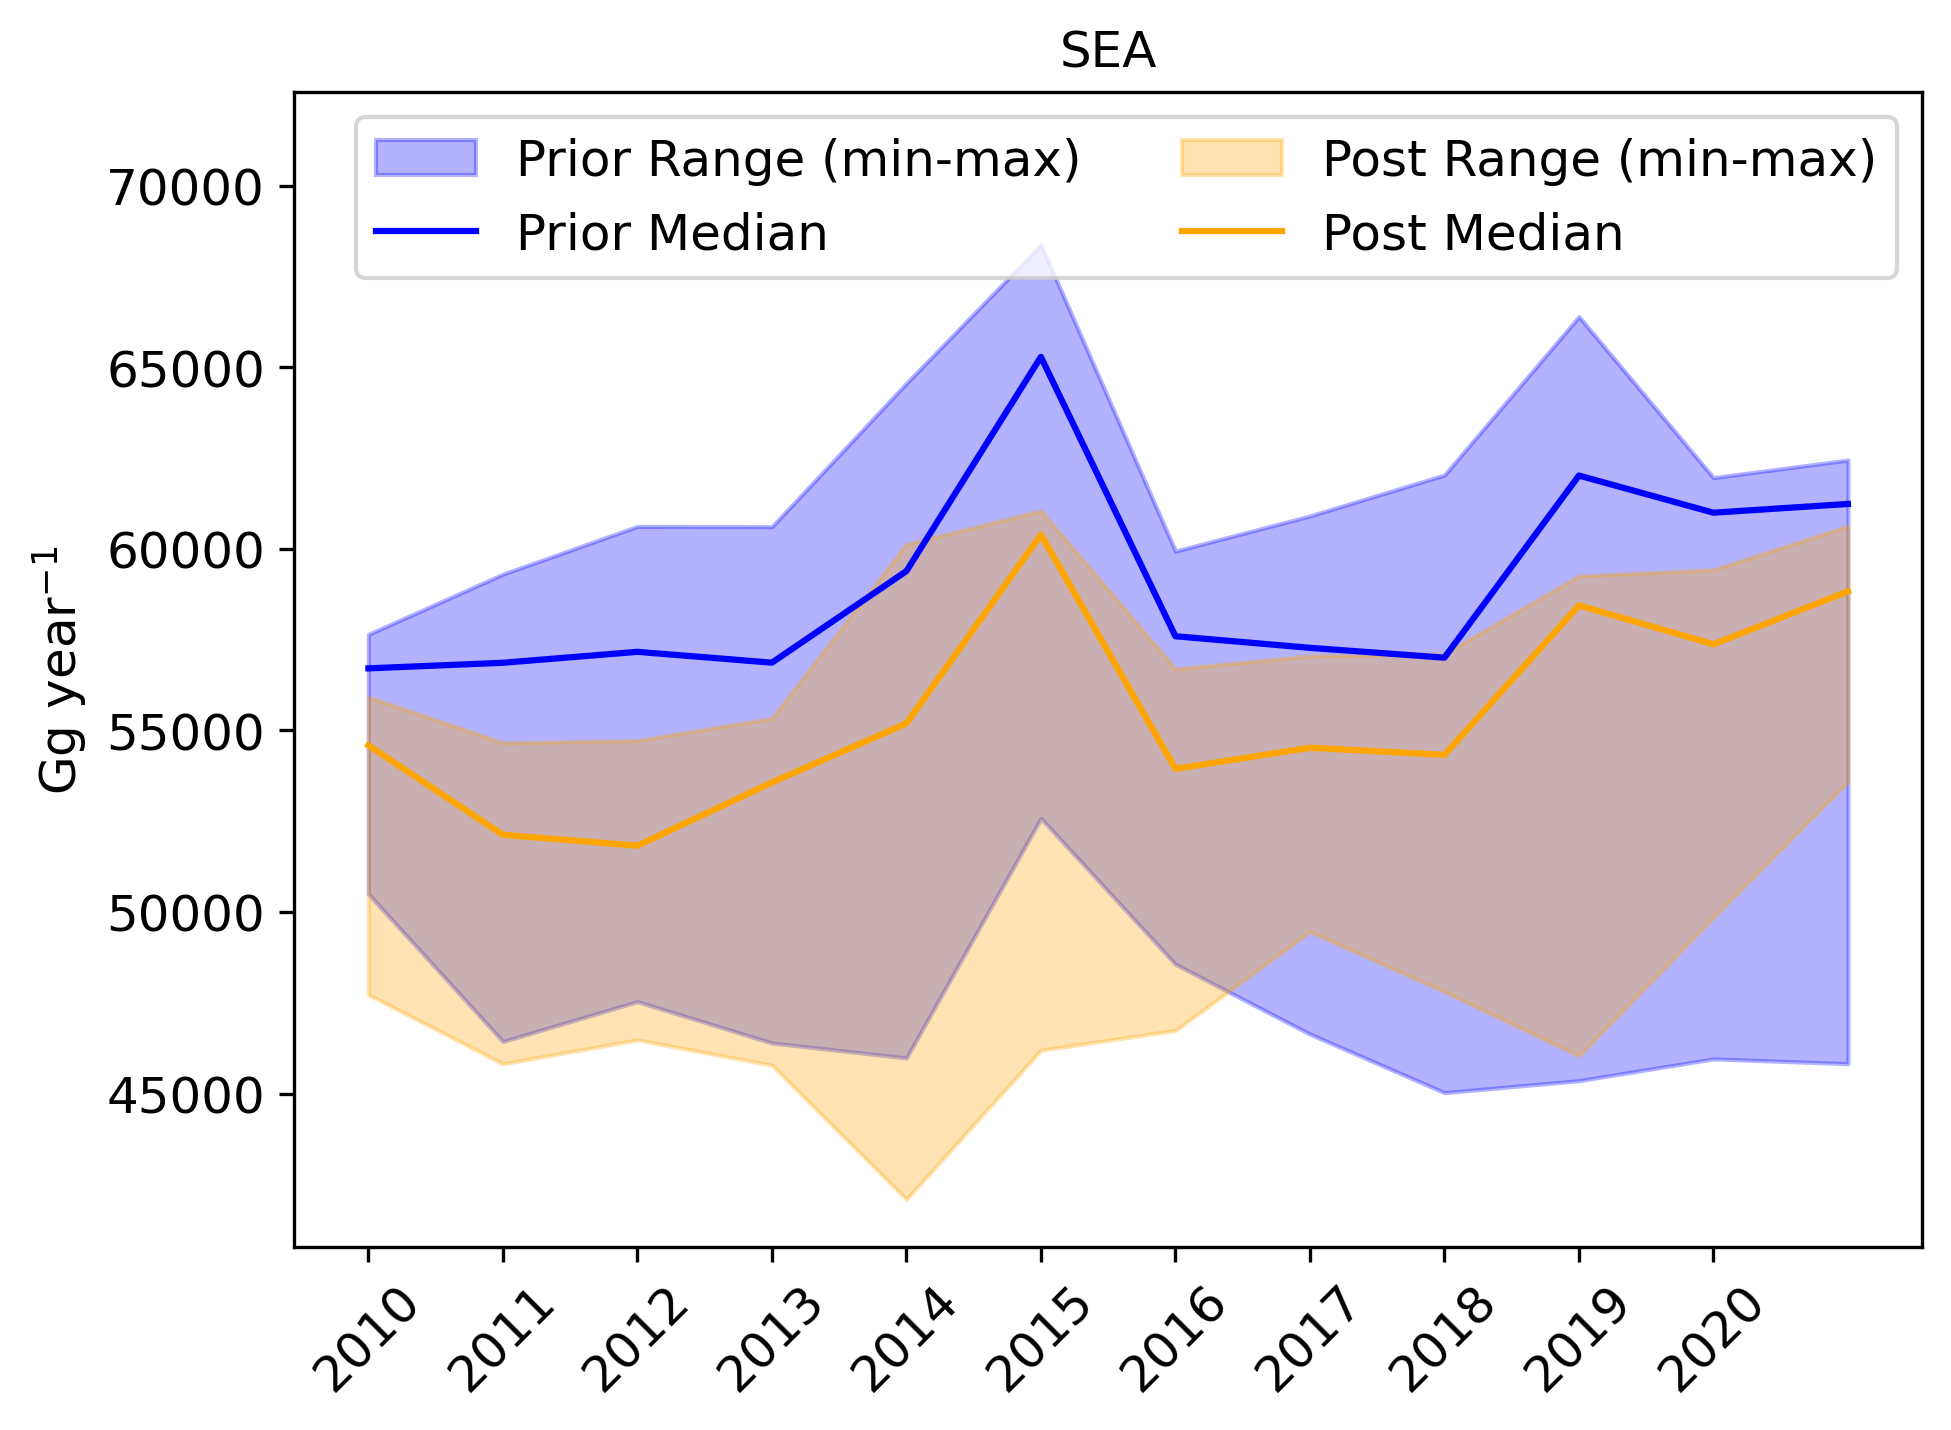 SEA
Prior Range (min-max)
Prior Median
Post Range (min-max)
Post Median
Gg year⁻¹
70000
65000
60000
55000
50000
45000
2010
2011
2012
2013
2014
2015
2016
2017
2018
2019
2020